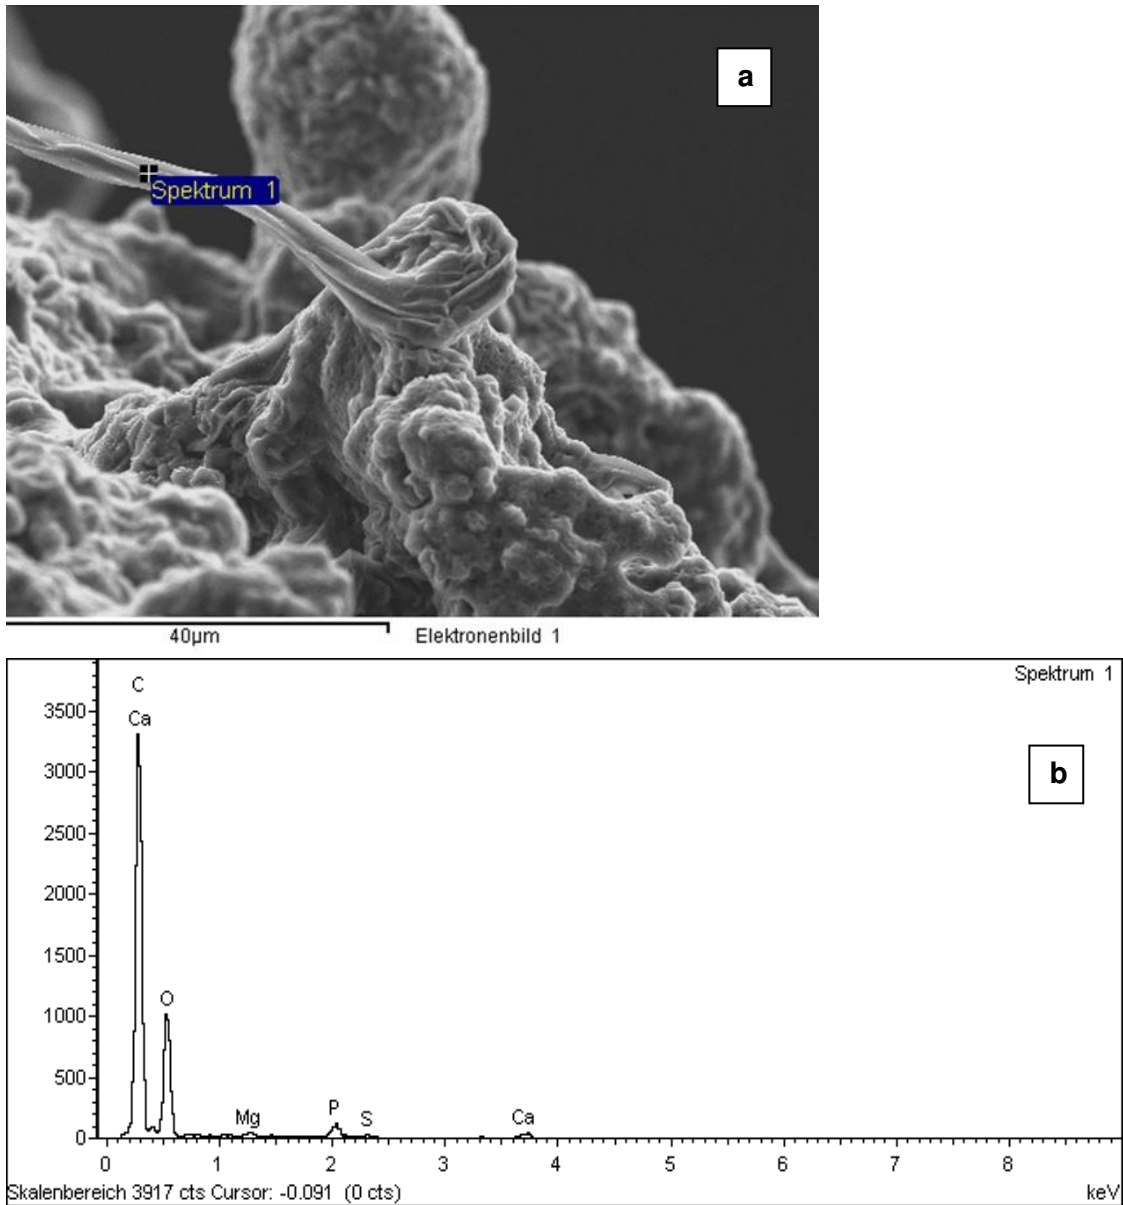 a
Spektrum 1
40µm Elektronenbild 1
Spektrum 1
C
Ca
b
3500
3000
2500
2000
1500
1000
500
0
O
Mg
P
S
Ca
0 1 2 3 4 5 6 7 8
Skalenbereich 3917 cts Cursor: -0.091 (0 cts) keV